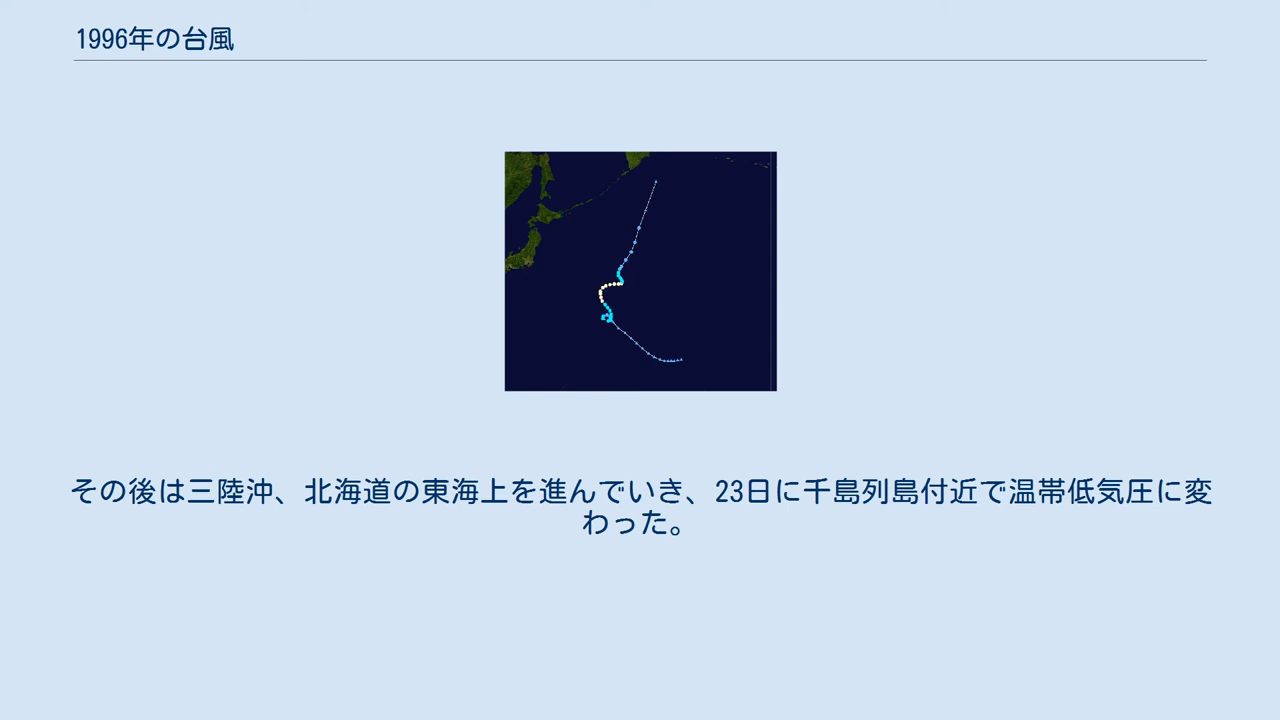 1996年の台風
その後は三陸沖、北海道の東海上を進んでいき、23日に千島列島付近で温帯低気圧に変
わった。